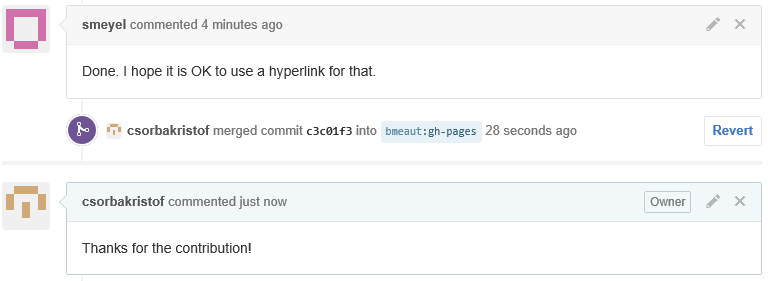 smeyel commented 4 minutes ago
Done. I hope it is OK to use a hyperlink for that.
csorbakristof merged commit c3c01f3 into bmeaut:gh-pages 28 seconds ago Revert
csorbakristof commented just now Owner
Thanks for the contribution!